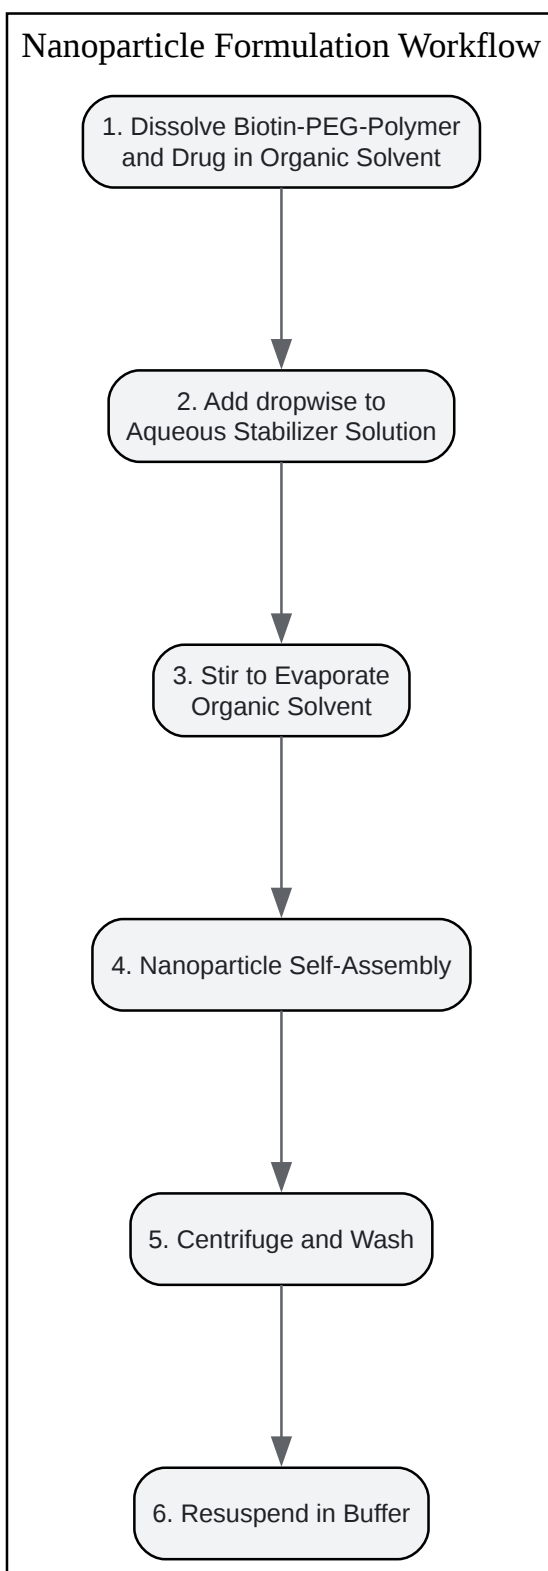 Nanoparticle Formulation Workflow
1. Dissolve Biotin-PEG-Polymer
and Drug in Organic Solvent
2. Add dropwise to
Aqueous Stabilizer Solution
3. Stir to Evaporate
Organic Solvent
4. Nanoparticle Self-Assembly
5. Centrifuge and Wash
6. Resuspend in Buffer